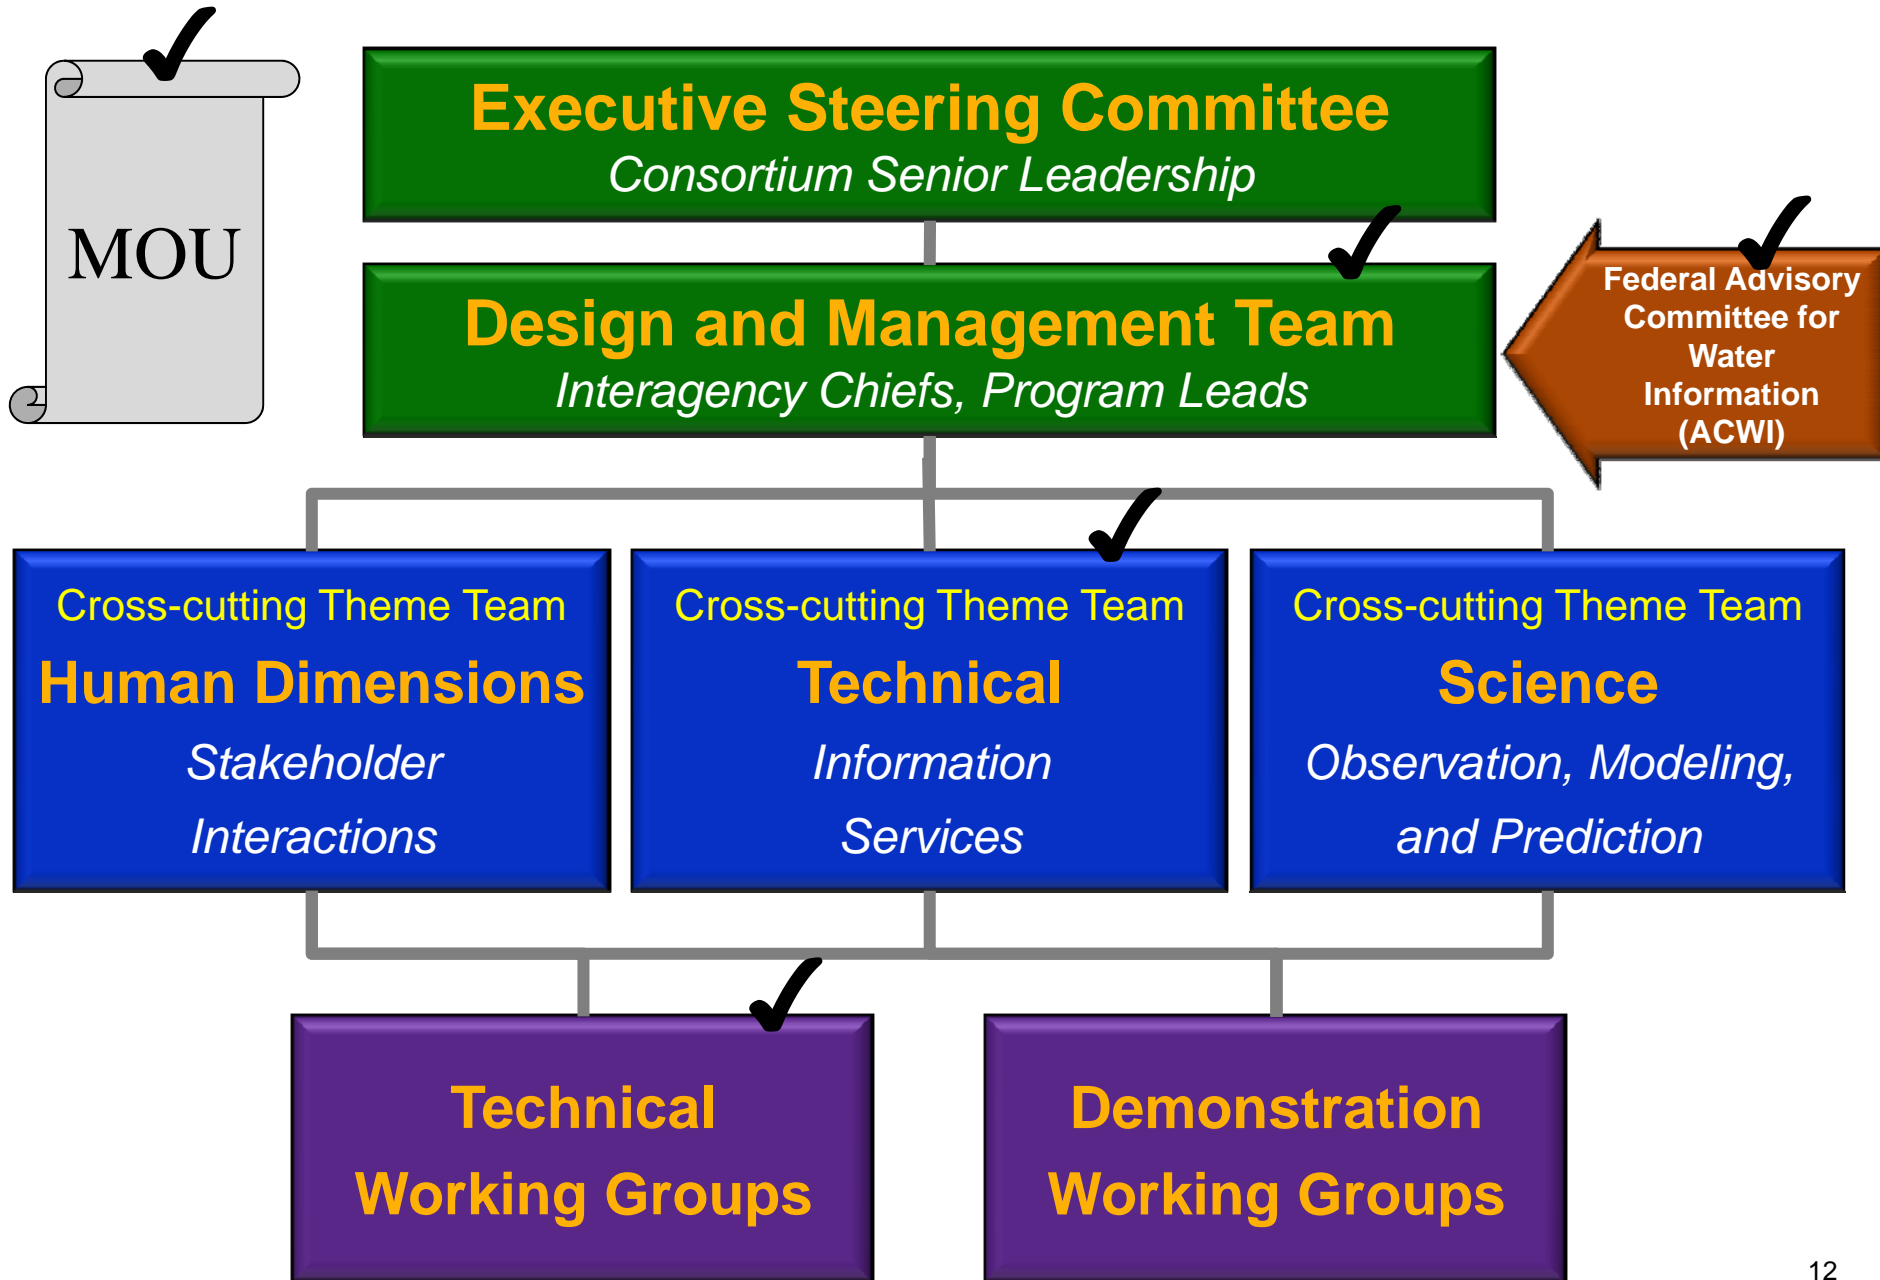 MOU
Executive Steering Committee
Consortium Senior Leadership
Design and Management Team
Interagency Chiefs, Program Leads
Federal Advisory
Committee for
Water
Information
(ACWI)
Cross-cutting Theme Team
Human Dimensions
Stakeholder
Interactions
Cross-cutting Theme Team
Technical
Information
Services
Cross-cutting Theme Team
Science
Observation, Modeling,
and Prediction
Technical
Working Groups
Demonstration
Working Groups
12